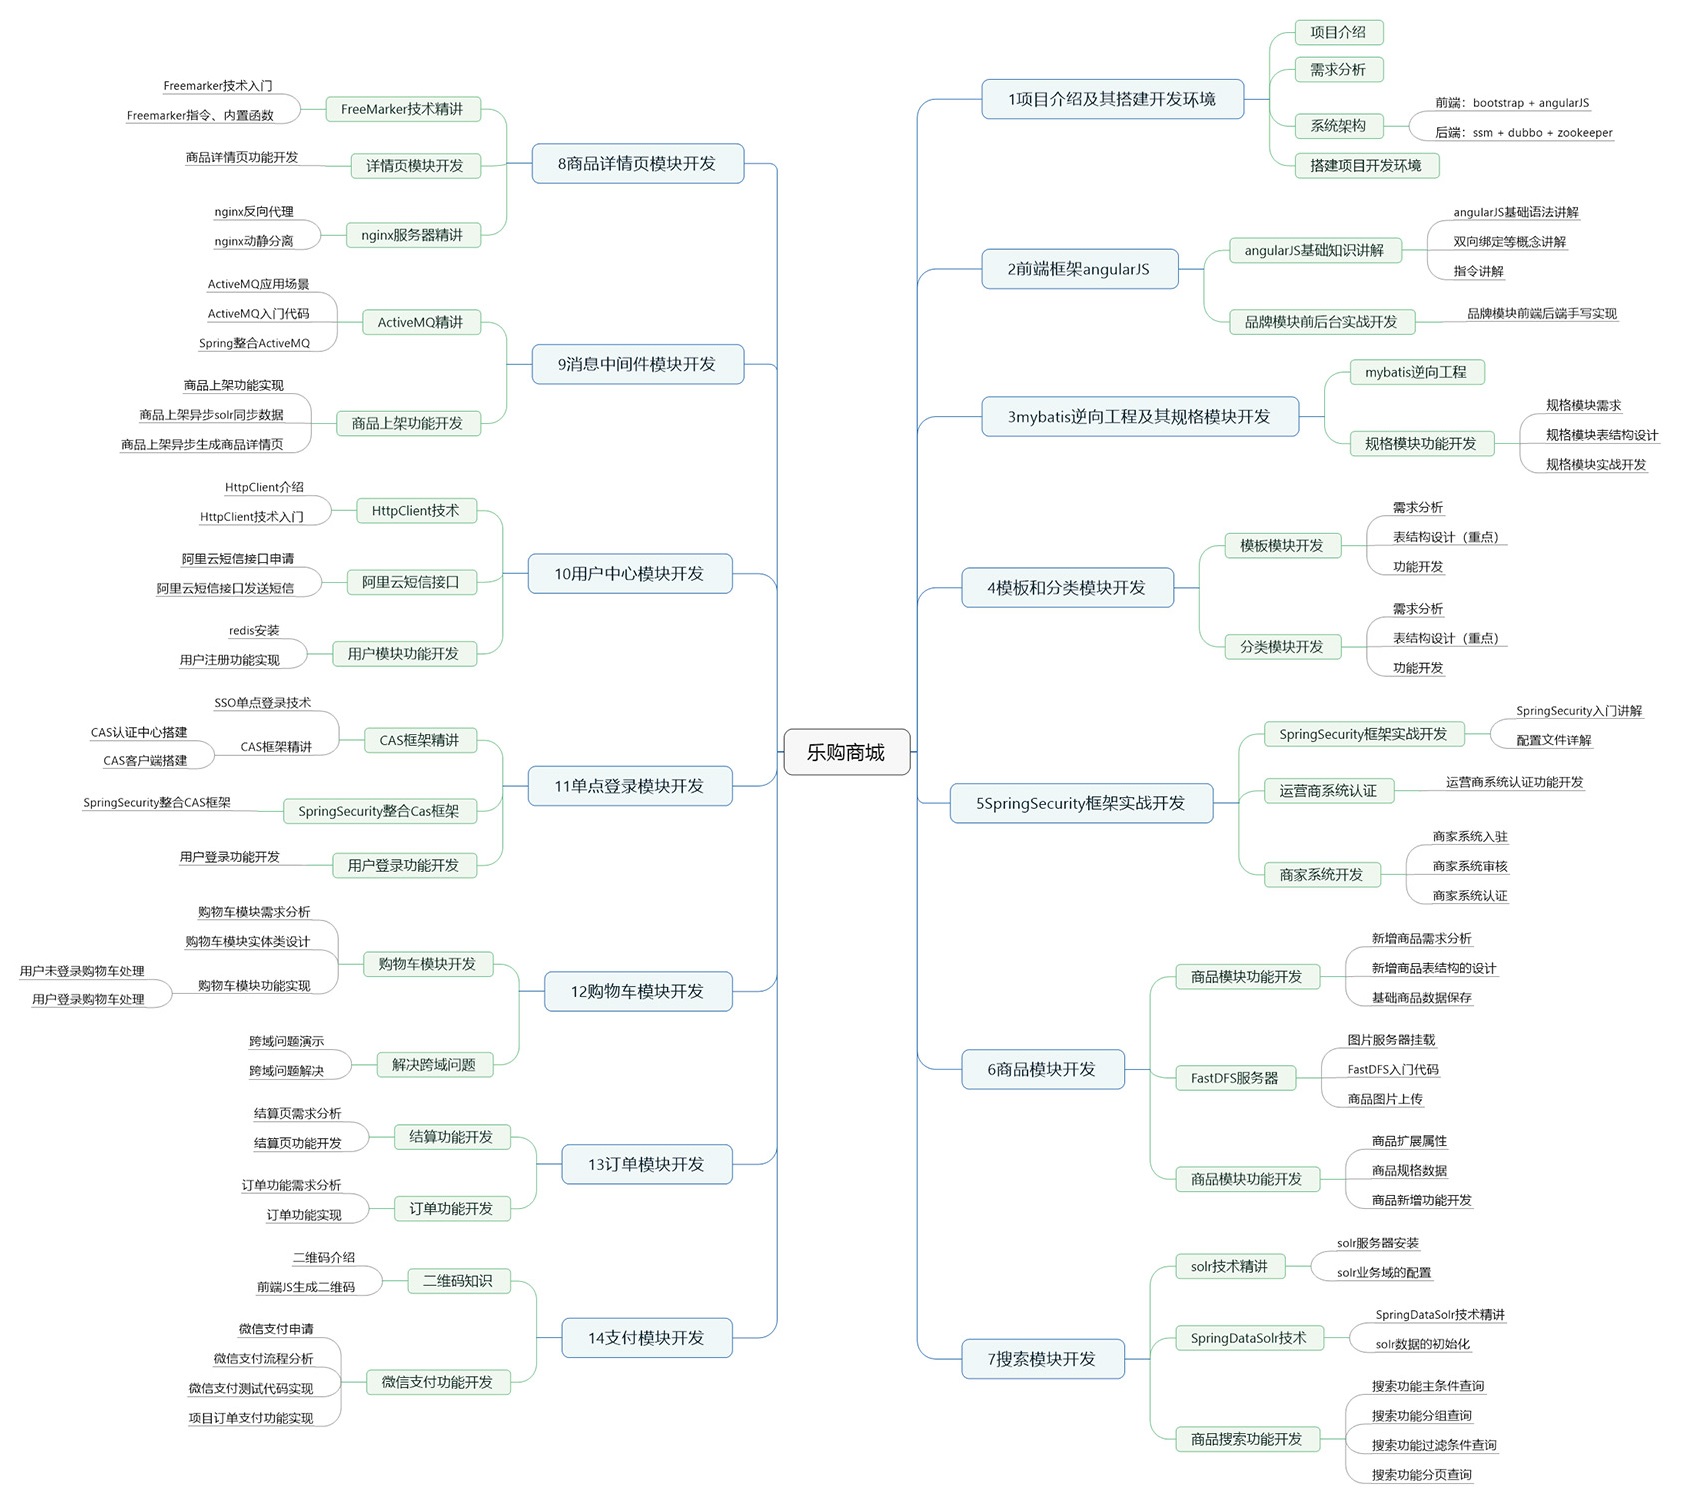 乐购商城
1项目介绍及其搭建开发环境
项目介绍
需求分析
系统架构
前端：bootstrap + angularJS
后端：ssm + dubbo + zookeeper
搭建项目开发环境
2前端框架angularJS
angularJS基础知识讲解
angularJS基础语法讲解
双向绑定等概念讲解
指令讲解
品牌模块前后台实战开发
品牌模块前端后端手写实现
3mybatis逆向工程及其规格模块开发
mybatis逆向工程
规格模块功能开发
规格模块需求
规格模块表结构设计
规格模块实战开发
4模板和分类模块开发
模板模块开发
需求分析
表结构设计（重点）
功能开发
分类模块开发
需求分析
表结构设计（重点）
功能开发
5SpringSecurity框架实战开发
SpringSecurity框架实战开发
SpringSecurity入门讲解
配置文件详解
运营商系统认证
运营商系统认证功能开发
商家系统开发
商家系统入驻
商家系统审核
商家系统认证
6商品模块开发
商品模块功能开发
新增商品需求分析
新增商品表结构的设计
基础商品数据保存
FastDFS服务器
图片服务器挂载
FastDFS入门代码
商品图片上传
商品模块功能开发
商品扩展属性
商品规格数据
商品新增功能开发
7搜索模块开发
solr技术精讲
solr服务器安装
solr业务域的配置
SpringDataSolr技术
SpringDataSolr技术精讲
solr数据的初始化
商品搜索功能开发
搜索功能主条件查询
搜索功能分组查询
搜索功能过滤条件查询
搜索功能分页查询
8商品详情页模块开发
FreeMarker技术精讲
Freemarker技术入门
Freemarker指令、内置函数
详情页模块开发
商品详情页功能开发
nginx服务器精讲
nginx反向代理
nginx动静分离
9消息中间件模块开发
ActiveMQ精讲
ActiveMQ应用场景
ActiveMQ入门代码
Spring整合ActiveMQ
商品上架功能开发
商品上架功能实现
商品上架异步solr同步数据
商品上架异步生成商品详情页
10用户中心模块开发
HttpClient技术
HttpClient介绍
HttpClient技术入门
阿里云短信接口
阿里云短信接口申请
阿里云短信接口发送短信
用户模块功能开发
redis安装
用户注册功能实现
11单点登录模块开发
CAS框架精讲
SSO单点登录技术
CAS框架精讲
CAS认证中心搭建
CAS客户端搭建
SpringSecurity整合Cas框架
SpringSecurity整合CAS框架
用户登录功能开发
用户登录功能开发
12购物车模块开发
购物车模块开发
购物车模块需求分析
购物车模块实体类设计
购物车模块功能实现
用户未登录购物车处理
用户登录购物车处理
解决跨域问题
跨域问题演示
跨域问题解决
13订单模块开发
结算功能开发
结算页需求分析
结算页功能开发
订单功能开发
订单功能需求分析
订单功能实现
14支付模块开发
二维码知识
二维码介绍
前端JS生成二维码
微信支付功能开发
微信支付申请
微信支付流程分析
微信支付测试代码实现
项目订单支付功能实现